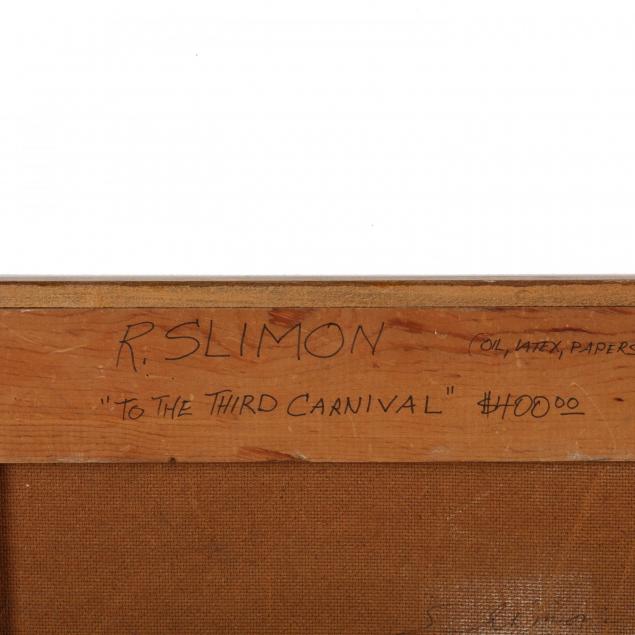 R. SLIMON (OIL, LATEX, PAPERS
"TO THE THIRD CARNIVAL" $400.00